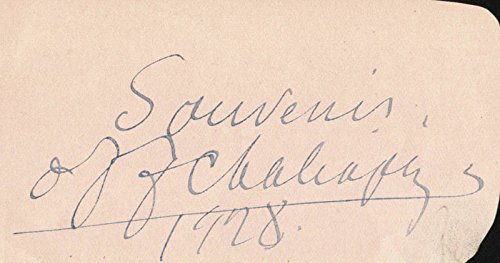 Souvenir.
of F Chaliapin
1928.